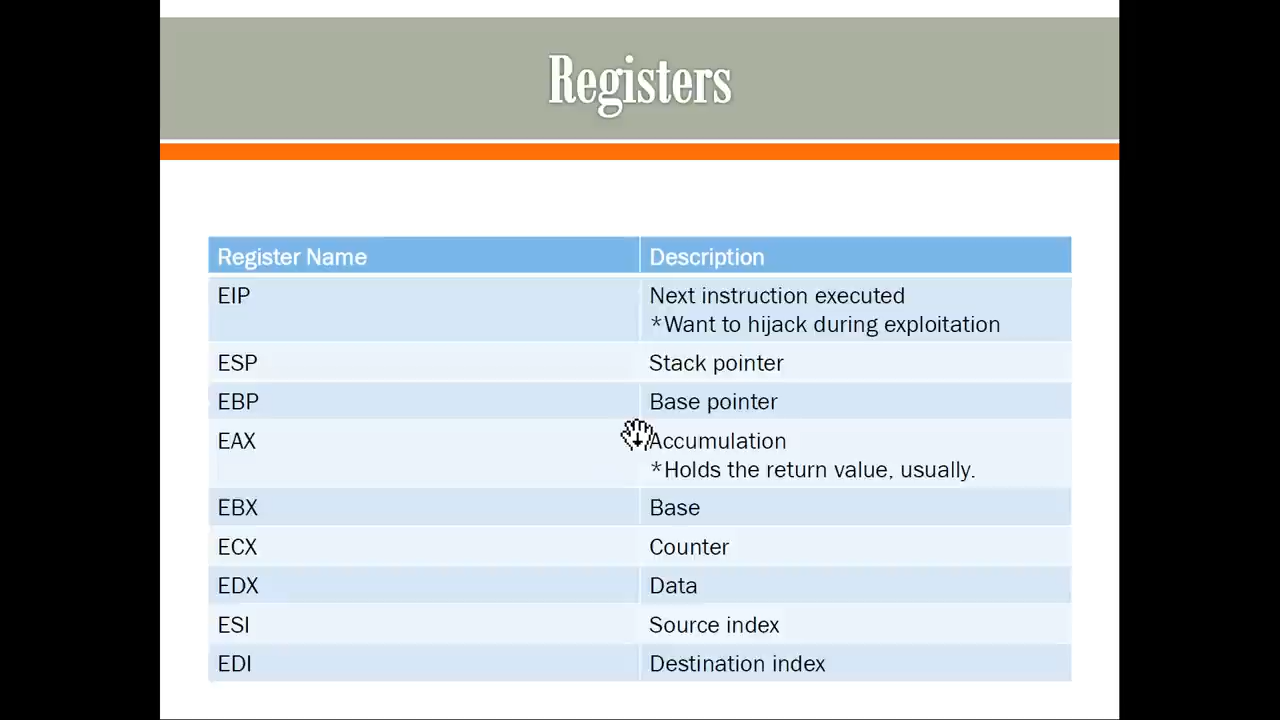 Registers
Register Name Description
EIP Next instruction executed
*Want to hijack during exploitation
ESP Stack pointer
EBP Base pointer
EAX Accumulation
*Holds the return value, usually.
EBX Base
ECX Counter
EDX Data
ESI Source index
EDI Destination index